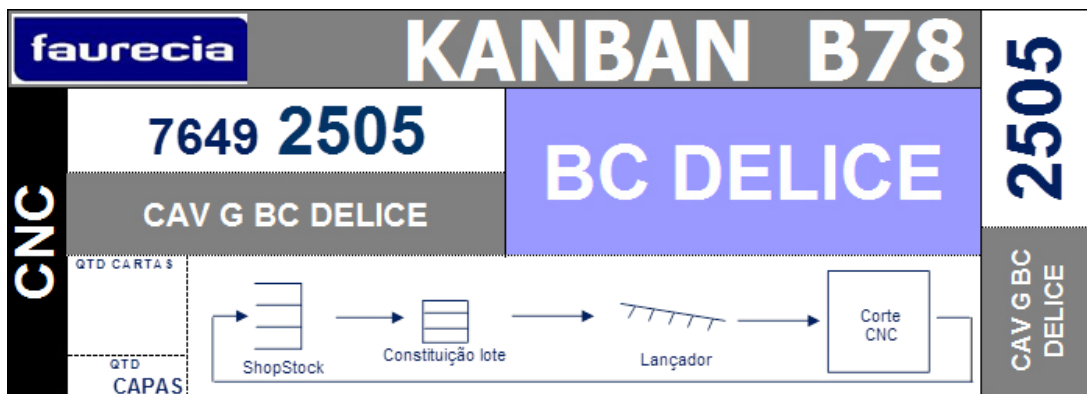 faurecia
KANBAN B78
2505
CNC
7649 2505
BC DELICE
CAV G BC DELICE
QTD CARTAS
ShopStock
Constituição lote
Lançador
Corte
CNC
QTD
CAPAS
CAV G BC
DELICE